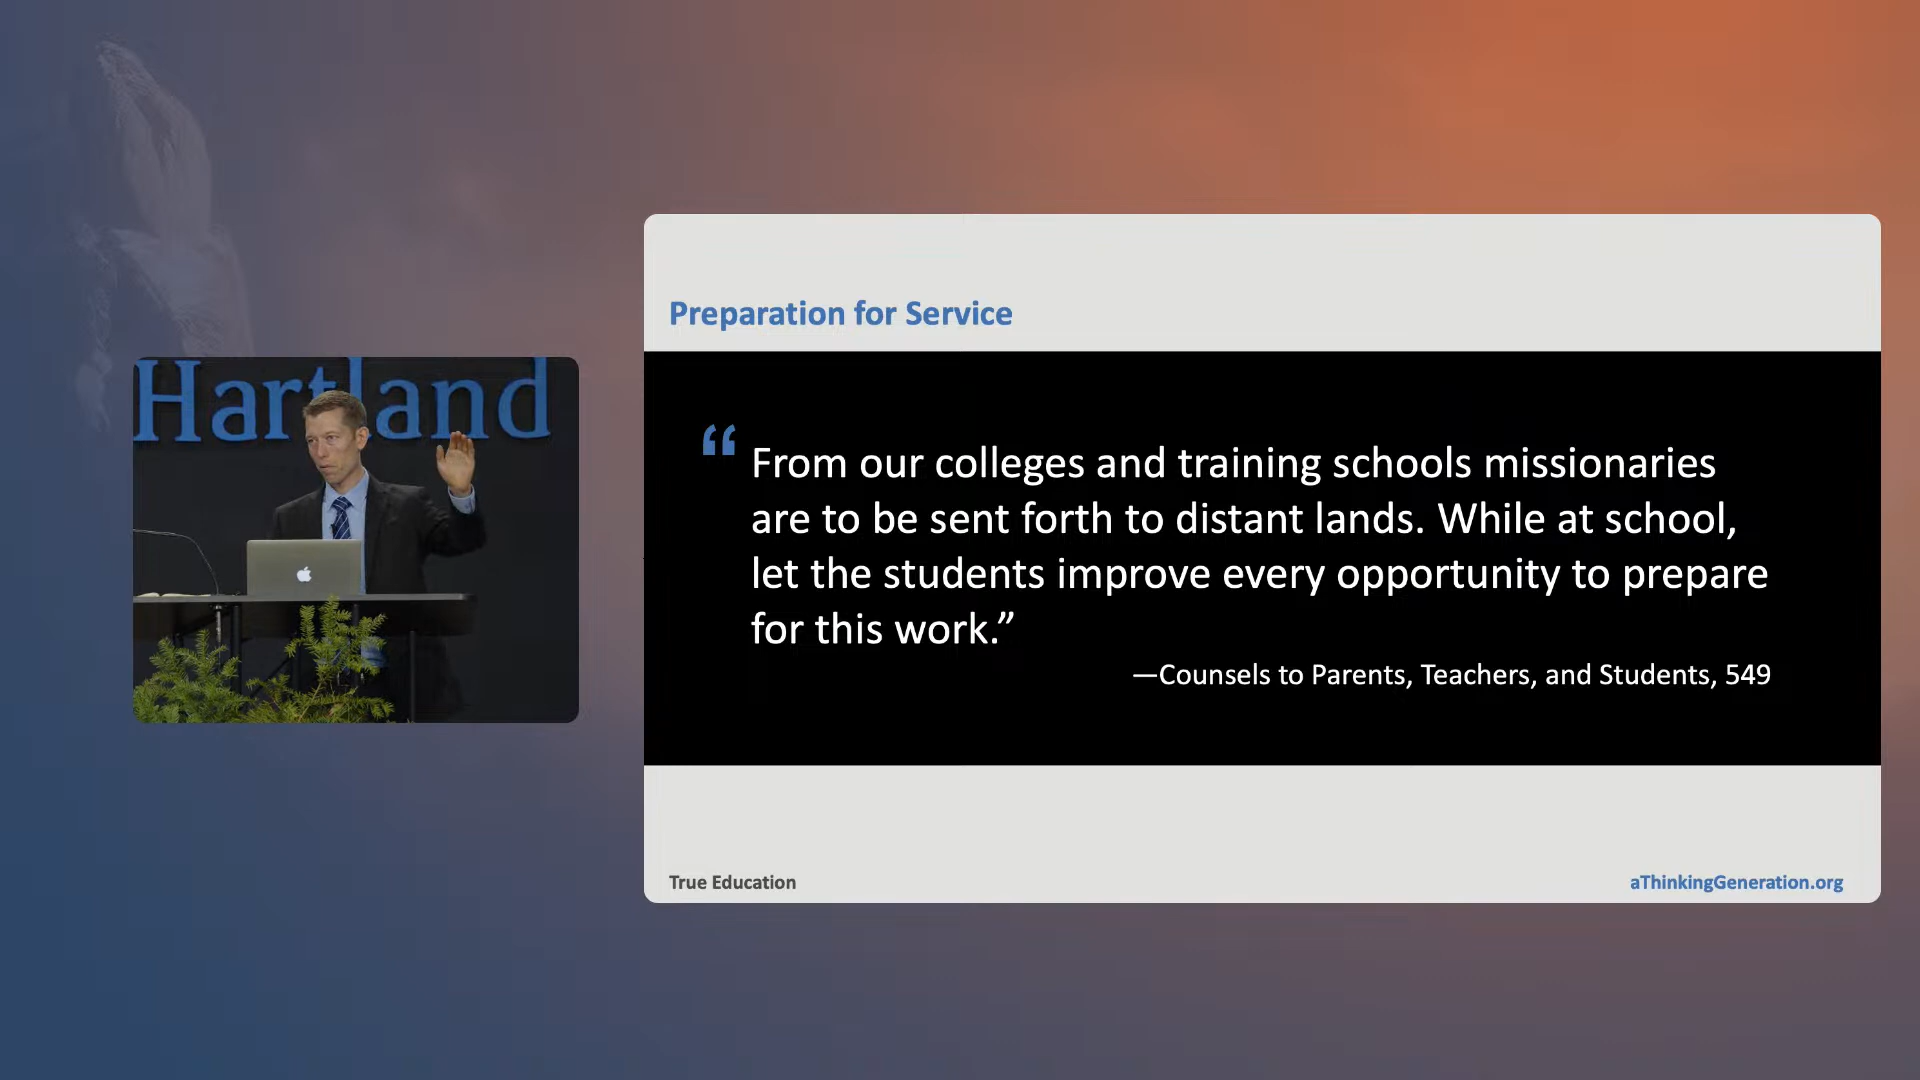 Hartland
Preparation for Service
“
From our colleges and training schools missionaries
are to be sent forth to distant lands. While at school,
let the students improve every opportunity to prepare
for this work.”
—Counsels to Parents, Teachers, and Students, 549
True Education
aThinkingGeneration.org